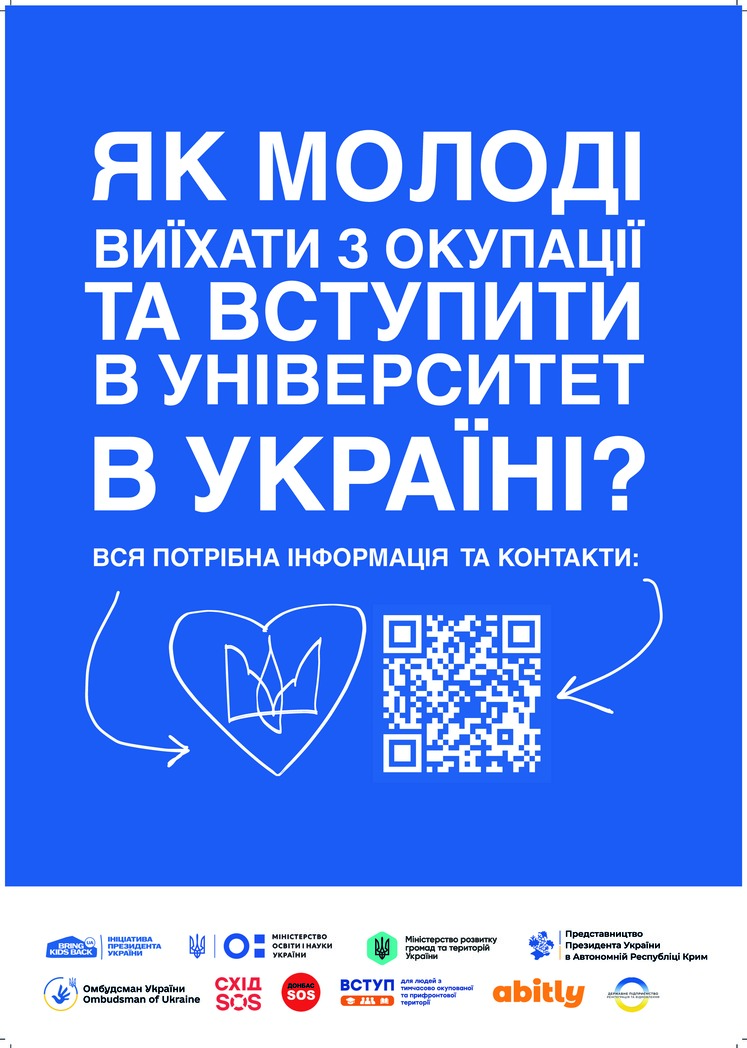 ЯК МОЛОДІ
ВИЇХАТИ З ОКУПАЦІЇ
ТА ВСТУПИТИ
В УНІВЕРСИТЕТ
В УКРАЇНІ?
ВСЯ ПОТРІБНА ІНФОРМАЦІЯ ТА КОНТАКТИ:
BRING
KIDS BACK
UA
ІНІЦІАТИВА
ПРЕЗИДЕНТА
УКРАЇНИ
МІНІСТЕРСТВО
ОСВІТИ І НАУКИ
УКРАЇНИ
Міністерство розвитку
громад та територій
України
Представництво
Президента України
в Автономній Республіці Крим
Омбудсман України
Ombudsman of Ukraine
СХІД
SOS
ДОНБАС
SOS
ВСТУП
для людей з
тимчасово окупованої
та прифронтової
території
abitly
ДЕРЖАВНЕ ПІДПРИЄМСТВО